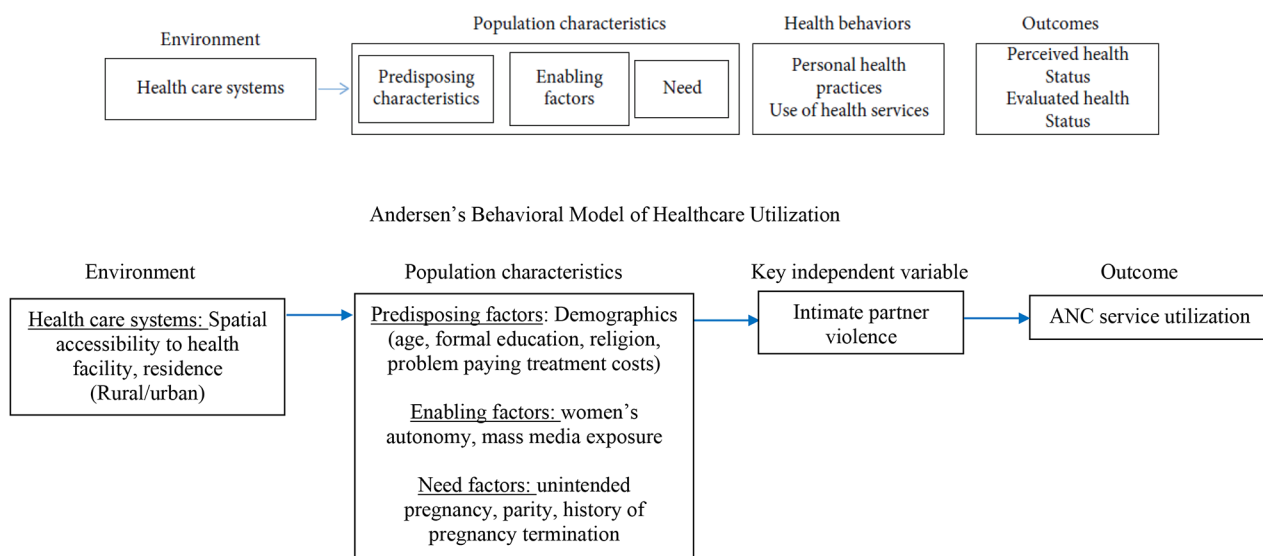 Environment
Health care systems
Population characteristics
Predisposing
characteristics
Enabling
factors
Need
Health behaviors
Personal health
practices
Use of health services
Outcomes
Perceived health
Status
Evaluated health
Status
Andersen’s Behavioral Model of Healthcare Utilization
Environment
Health care systems: Spatial
accessibility to health
facility, residence
(Rural/urban)
Population characteristics
Predisposing factors: Demographics
(age, formal education, religion,
problem paying treatment costs)
Enabling factors: women’s
autonomy, mass media exposure
Need factors: unintended
pregnancy, parity, history of
pregnancy termination
Key independent variable
Intimate partner
violence
Outcome
ANC service utilization